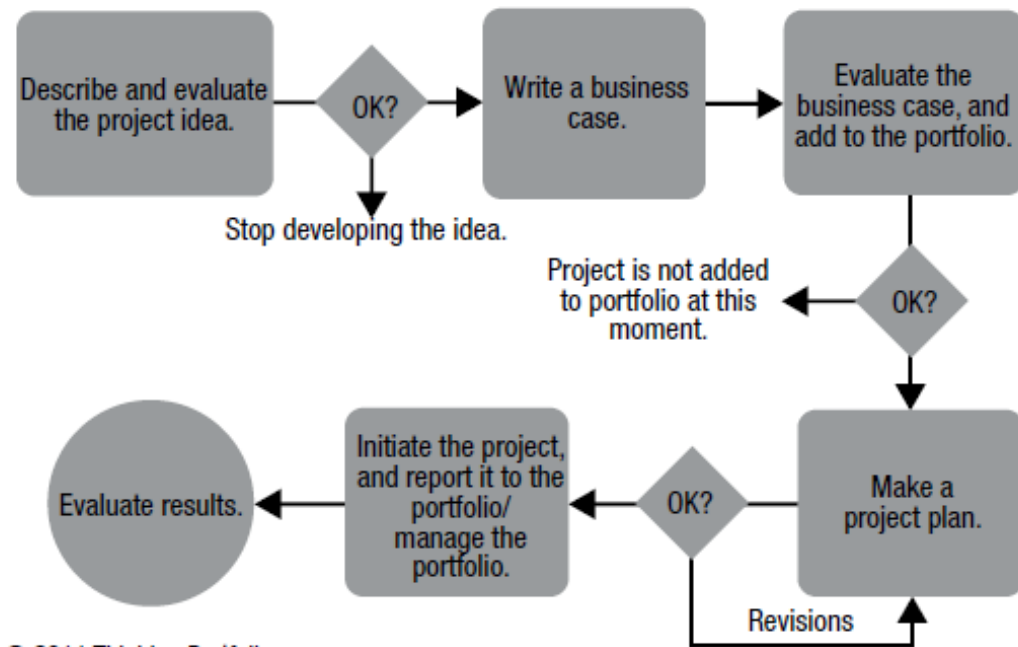 Describe and evaluate
the project idea.
OK?
Write a business
case.
Evaluate the
business case, and
add to the portfolio.
Stop developing the idea.
Project is not added
to portfolio at this
moment.
OK?
Make a
project plan.
OK?
Revisions
Initiate the project,
and report it to the
portfolio/
manage the
portfolio.
Evaluate results.